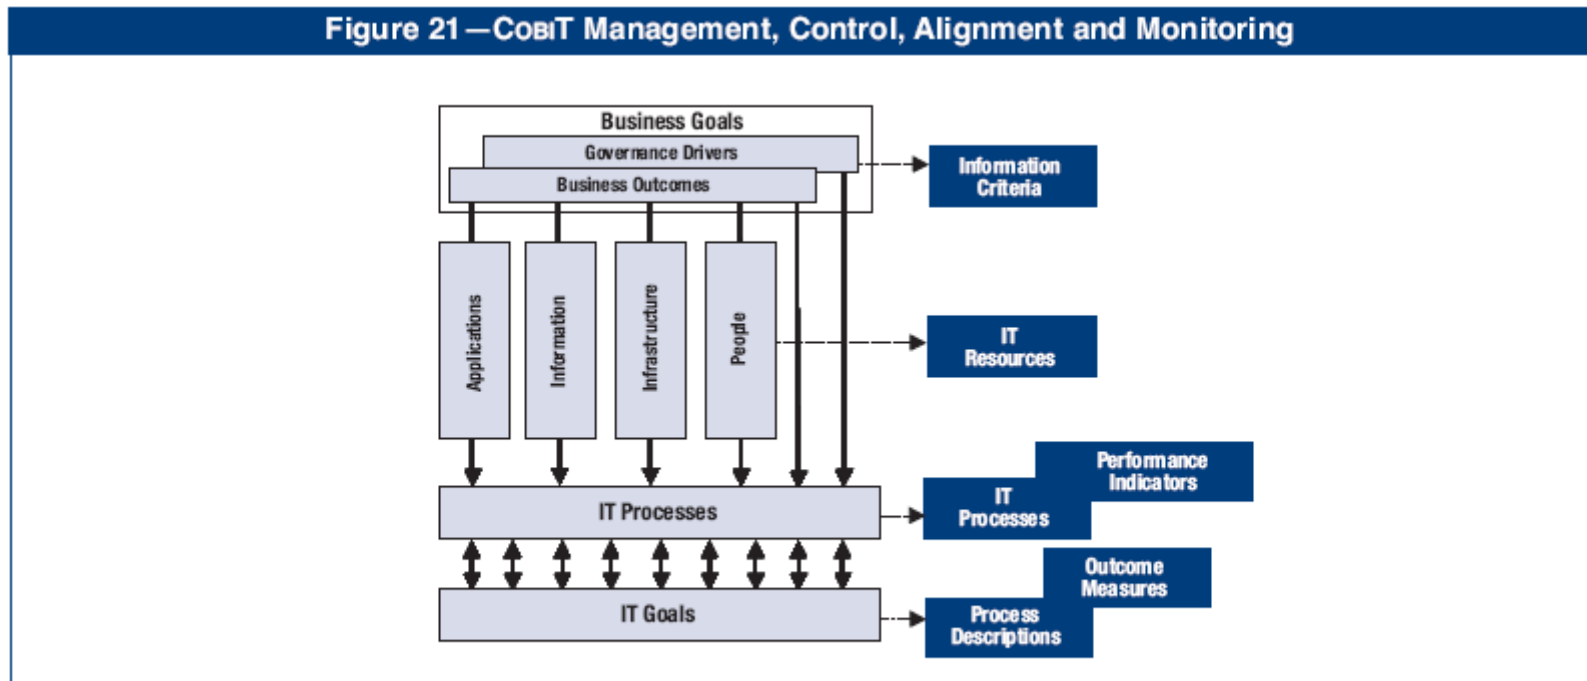 Figure 21—COBIT Management, Control, Alignment and Monitoring
Business Goals
Governance Drivers
Business Outcomes
Information
Criteria
Applications
Information
Infrastructure
People
IT
Resources
Performance
Indicators
IT Processes
IT
Processes
Outcome
Measures
IT Goals
Process
Descriptions